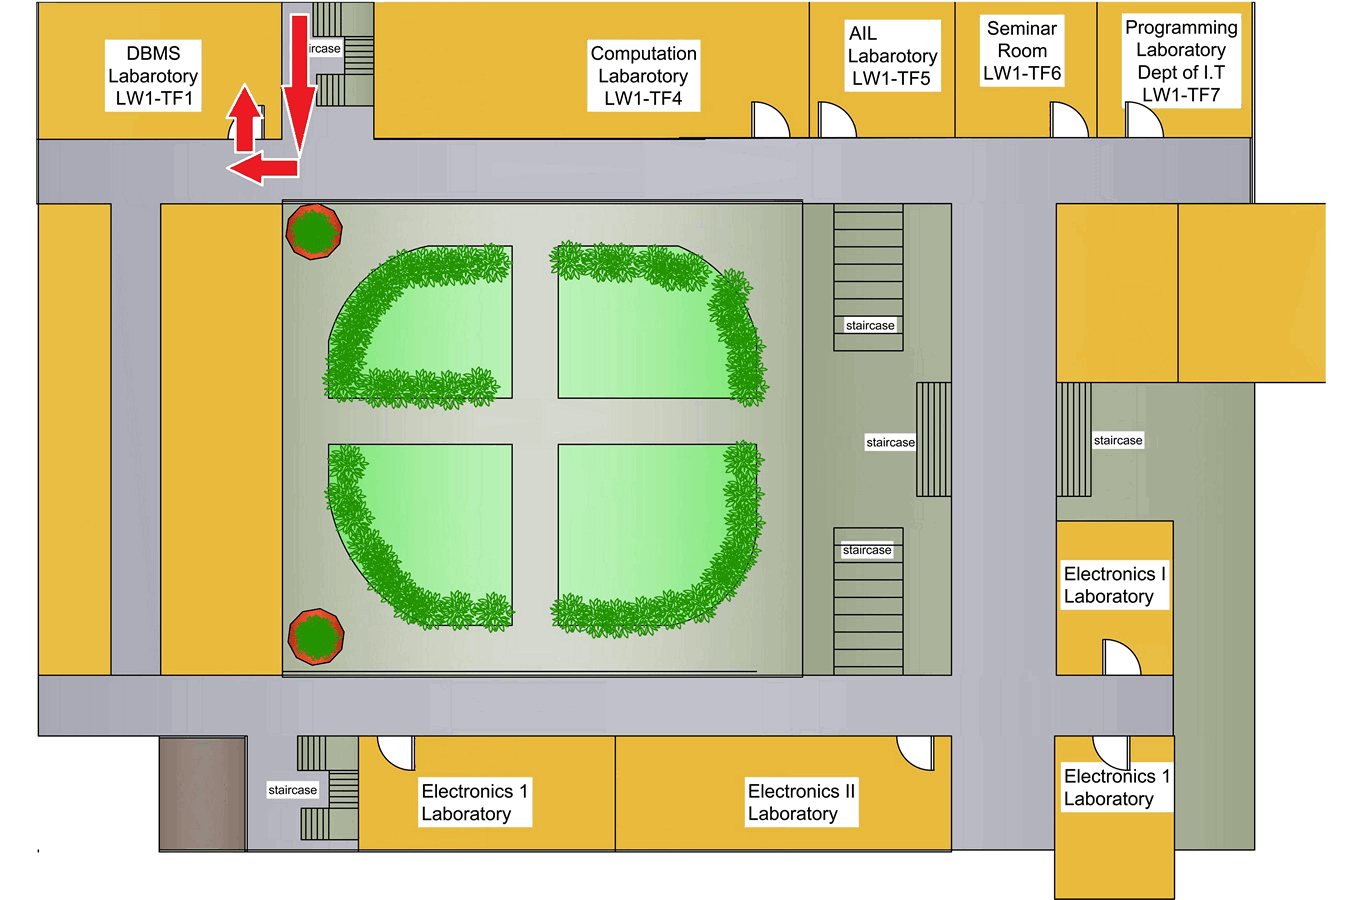 DBMS
Labarotory
LW1-TF1
ircase
Computation
Labarotory
LW1-TF4
AIL
Labarotory
LW1-TF5
Seminar
Room
LW1-TF6
Programming
Laboratory
Dept of I.T
LW1-TF7
staircase
staircase
staircase
staircase
Electronics I
Laboratory
staircase
Electronics 1
Laboratory
Electronics II
Laboratory
Electronics 1
Laboratory